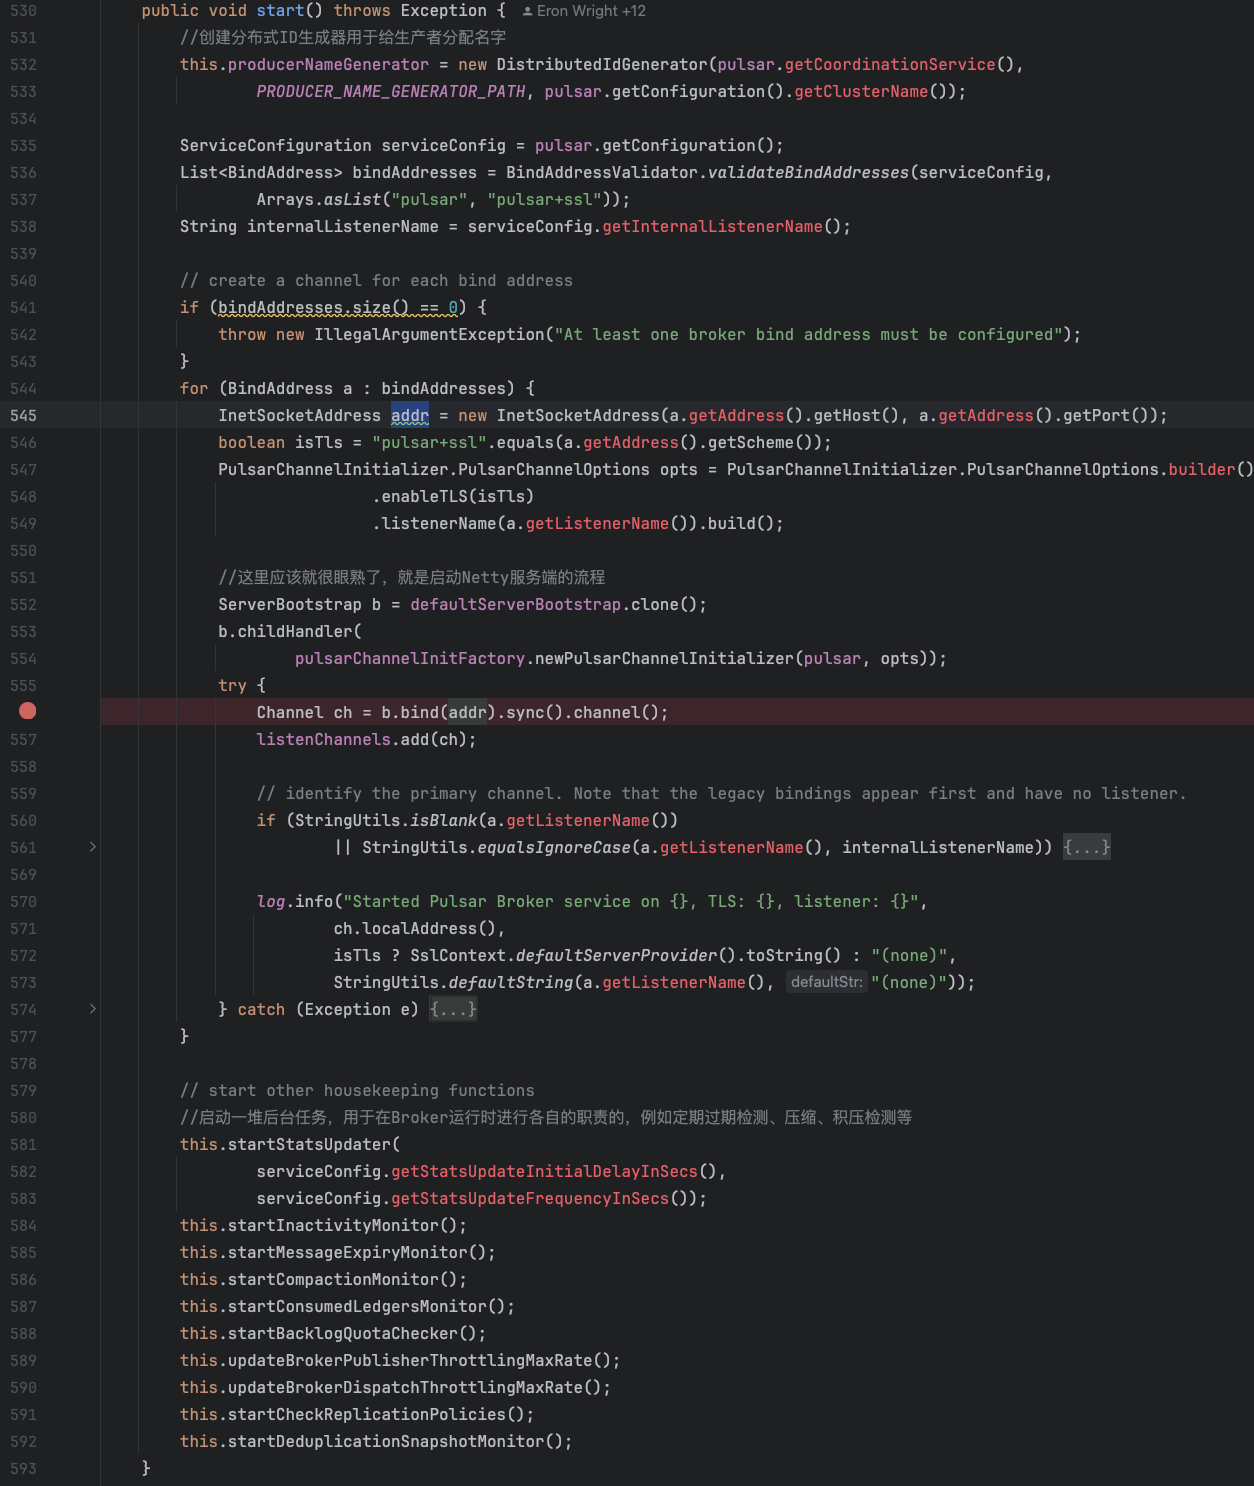 530 public void start() throws Exception { Eron Wright +12
531 //创建分布式ID生成器用于给生产者分配名字
532 this.producerNameGenerator = new DistributedIdGenerator(pulsar.getCoordinationService(),
533 PRODUCER_NAME_GENERATOR_PATH, pulsar.getConfiguration().getClusterName());
534
535 ServiceConfiguration serviceConfig = pulsar.getConfiguration();
536 List<BindAddress> bindAddresses = BindAddressValidator.validateBindAddresses(serviceConfig,
537 Arrays.asList("pulsar", "pulsar+ssl"));
538 String internalListenerName = serviceConfig.getInternalListenerName();
539
540 // create a channel for each bind address
541 if (bindAddresses.size() == 0) {
542 throw new IllegalArgumentException("At least one broker bind address must be configured");
543 }
544 for (BindAddress a : bindAddresses) {
545 InetSocketAddress addr = new InetSocketAddress(a.getAddress().getHost(), a.getAddress().getPort());
546 boolean isTls = "pulsar+ssl".equals(a.getAddress().getScheme());
547 PulsarChannelInitializer.PulsarChannelOptions opts = PulsarChannelInitializer.PulsarChannelOptions.builder()
548 .enableTLS(isTls)
549 .listenerName(a.getListenerName()).build();
550
551 //这里应该就很眼熟了，就是启动Netty服务端的流程
552 ServerBootstrap b = defaultServerBootstrap.clone();
553 b.childHandler(
554 pulsarChannelInitFactory.newPulsarChannelInitializer(pulsar, opts));
555 try {
Channel ch = b.bind(addr).sync().channel();
557 listenChannels.add(ch);
558
559 // identify the primary channel. Note that the legacy bindings appear first and have no listener.
560 if (StringUtils.isBlank(a.getListenerName())
561 || StringUtils.equalsIgnoreCase(a.getListenerName(), internalListenerName)) {...}
569
570 log.info("Started Pulsar Broker service on {}, TLS: {}, listener: {}",
571 ch.localAddress(),
572 isTls ? SslContext.defaultServerProvider().toString() : "(none)",
573 StringUtils.defaultString(a.getListenerName(), defaultStr: "(none)"));
574 } catch (Exception e) {...}
577 }
578
579 // start other housekeeping functions
580 //启动一堆后台任务，用于在Broker运行时进行各自的职责的，例如定期过期检测、压缩、积压检测等
581 this.startStatsUpdater(
582 serviceConfig.getStatsUpdateInitialDelayInSecs(),
583 serviceConfig.getStatsUpdateFrequencyInSecs());
584 this.startInactivityMonitor();
585 this.startMessageExpiryMonitor();
586 this.startCompactionMonitor();
587 this.startConsumedLedgersMonitor();
588 this.startBacklogQuotaChecker();
589 this.updateBrokerPublisherThrottlingMaxRate();
590 this.updateBrokerDispatchThrottlingMaxRate();
591 this.startCheckReplicationPolicies();
592 this.startDeduplicationSnapshotMonitor();
593 }